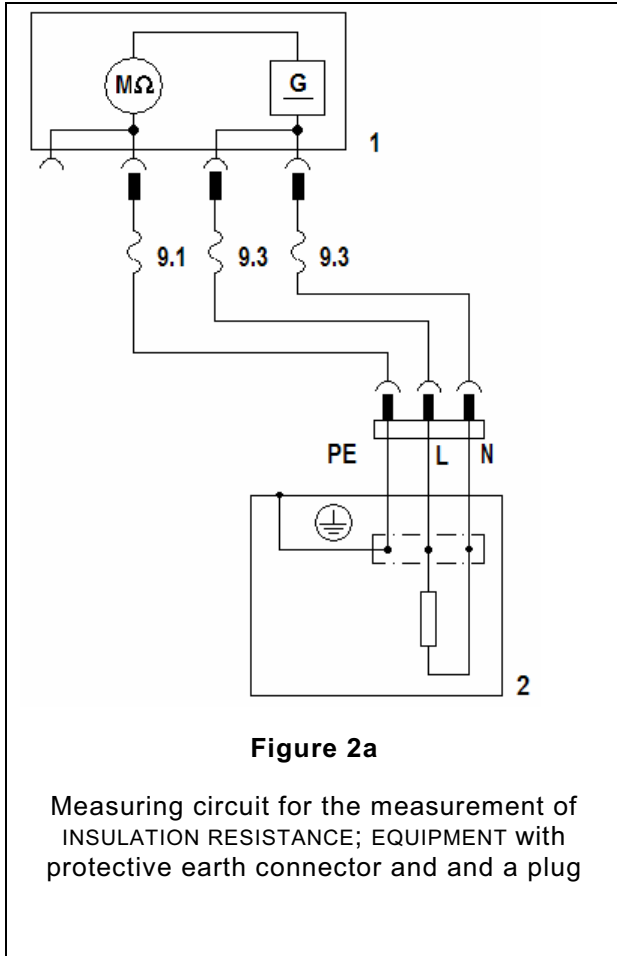 MΩ
G
1
9.1
9.3
9.3
PE
L
N
2
Figure 2a
Measuring circuit for the measurement of
INSULATION RESISTANCE; EQUIPMENT with
protective earth connector and and a plug